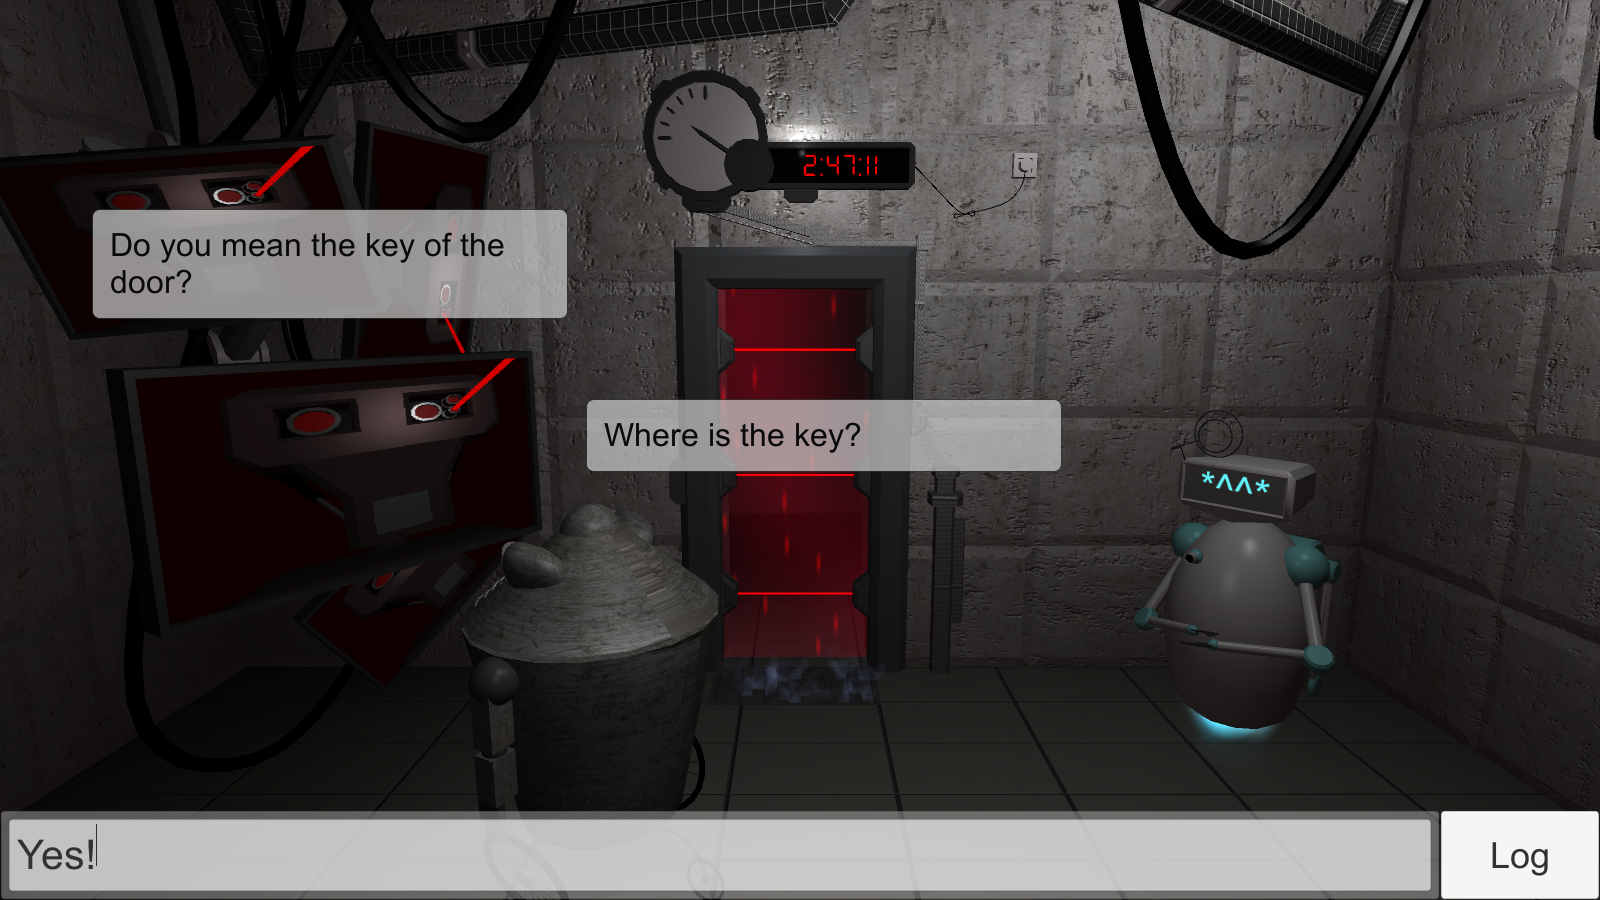 2:47:11
Do you mean the key of the
door?
Where is the key?
*^^*
Yes!
Log